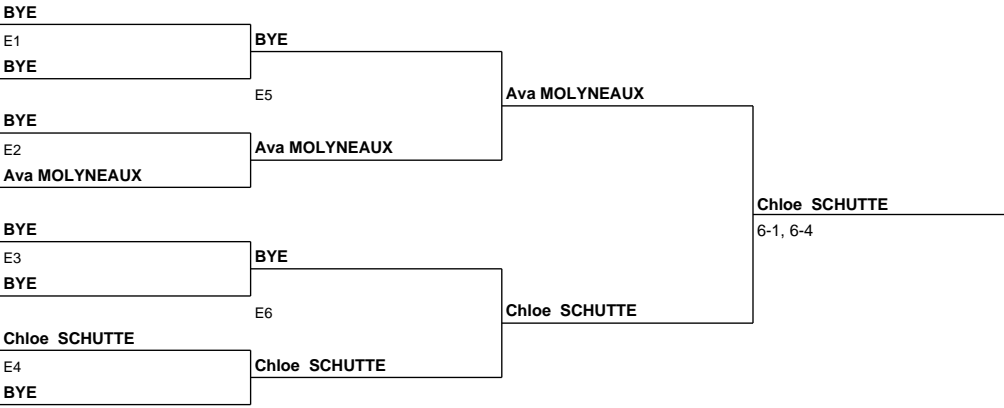 BYE
E1
BYE
BYE
E5
Ava MOLYNEAUX
BYE
E2
Ava MOLYNEAUX
Ava MOLYNEAUX
Chloe SCHUTTE
6-1, 6-4
BYE
E3
BYE
BYE
E6
Chloe SCHUTTE
Chloe SCHUTTE
E4
Chloe SCHUTTE
BYE